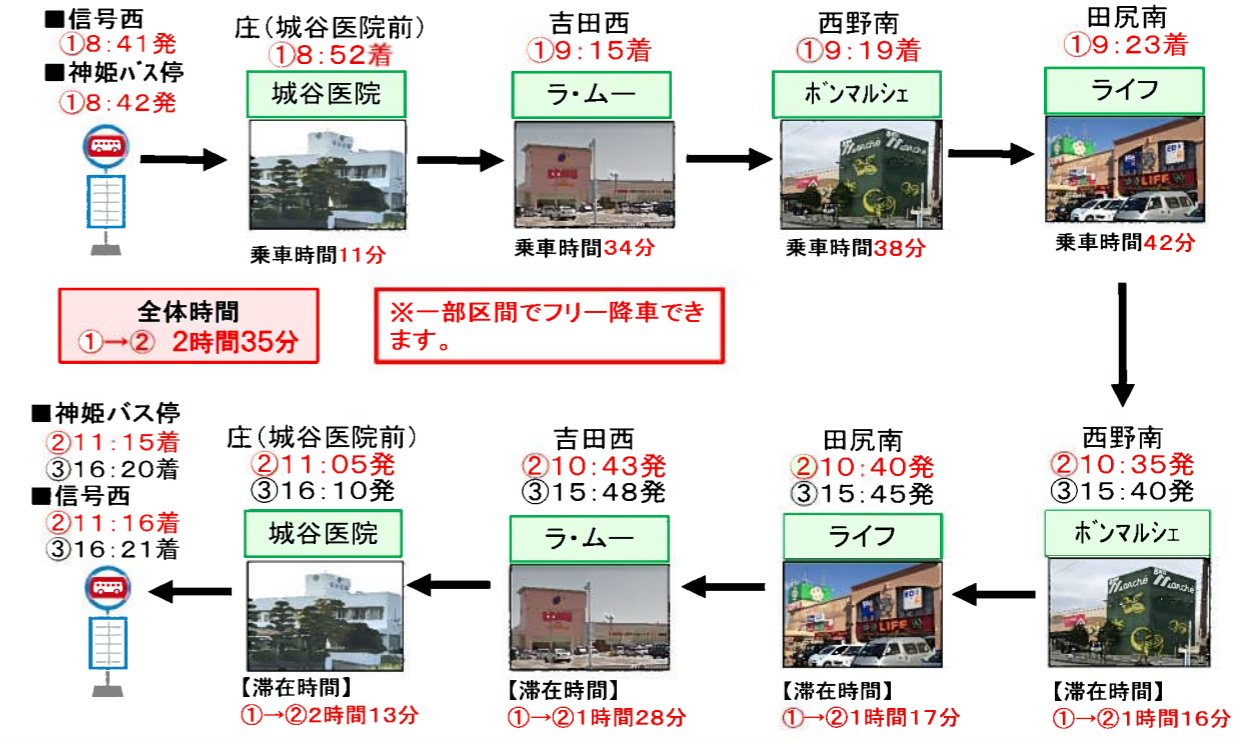 ■信号西
①8:41発
■神姫バス停
①8:42発
庄(城谷医院前)
①8:52着
城谷医院
乗車時間11分
吉田西
①9:15着
ラ・ムー
乗車時間34分
西野南
①9:19着
ボンマルシェ
Marche
Marche
乗車時間38分
田尻南
①9:23着
ライフ
LIFE
乗車時間42分
全体時間
①→② 2時間35分
※一部区間でフリー降車でき
ます。
■神姫バス停
②11:15着
③16:20着
■信号西
②11:16着
③16:21着
庄(城谷医院前)
②11:05発
③16:10発
城谷医院
【滞在時間】
①→②2時間13分
吉田西
②10:43発
③15:48発
ラ・ムー
【滞在時間】
①→②1時間28分
田尻南
②10:40発
③15:45発
ライフ
LIFE
【滞在時間】
①→②1時間17分
西野南
②10:35発
③15:40発
ボンマルシェ
Marché
Marché
【滞在時間】
①→②1時間16分